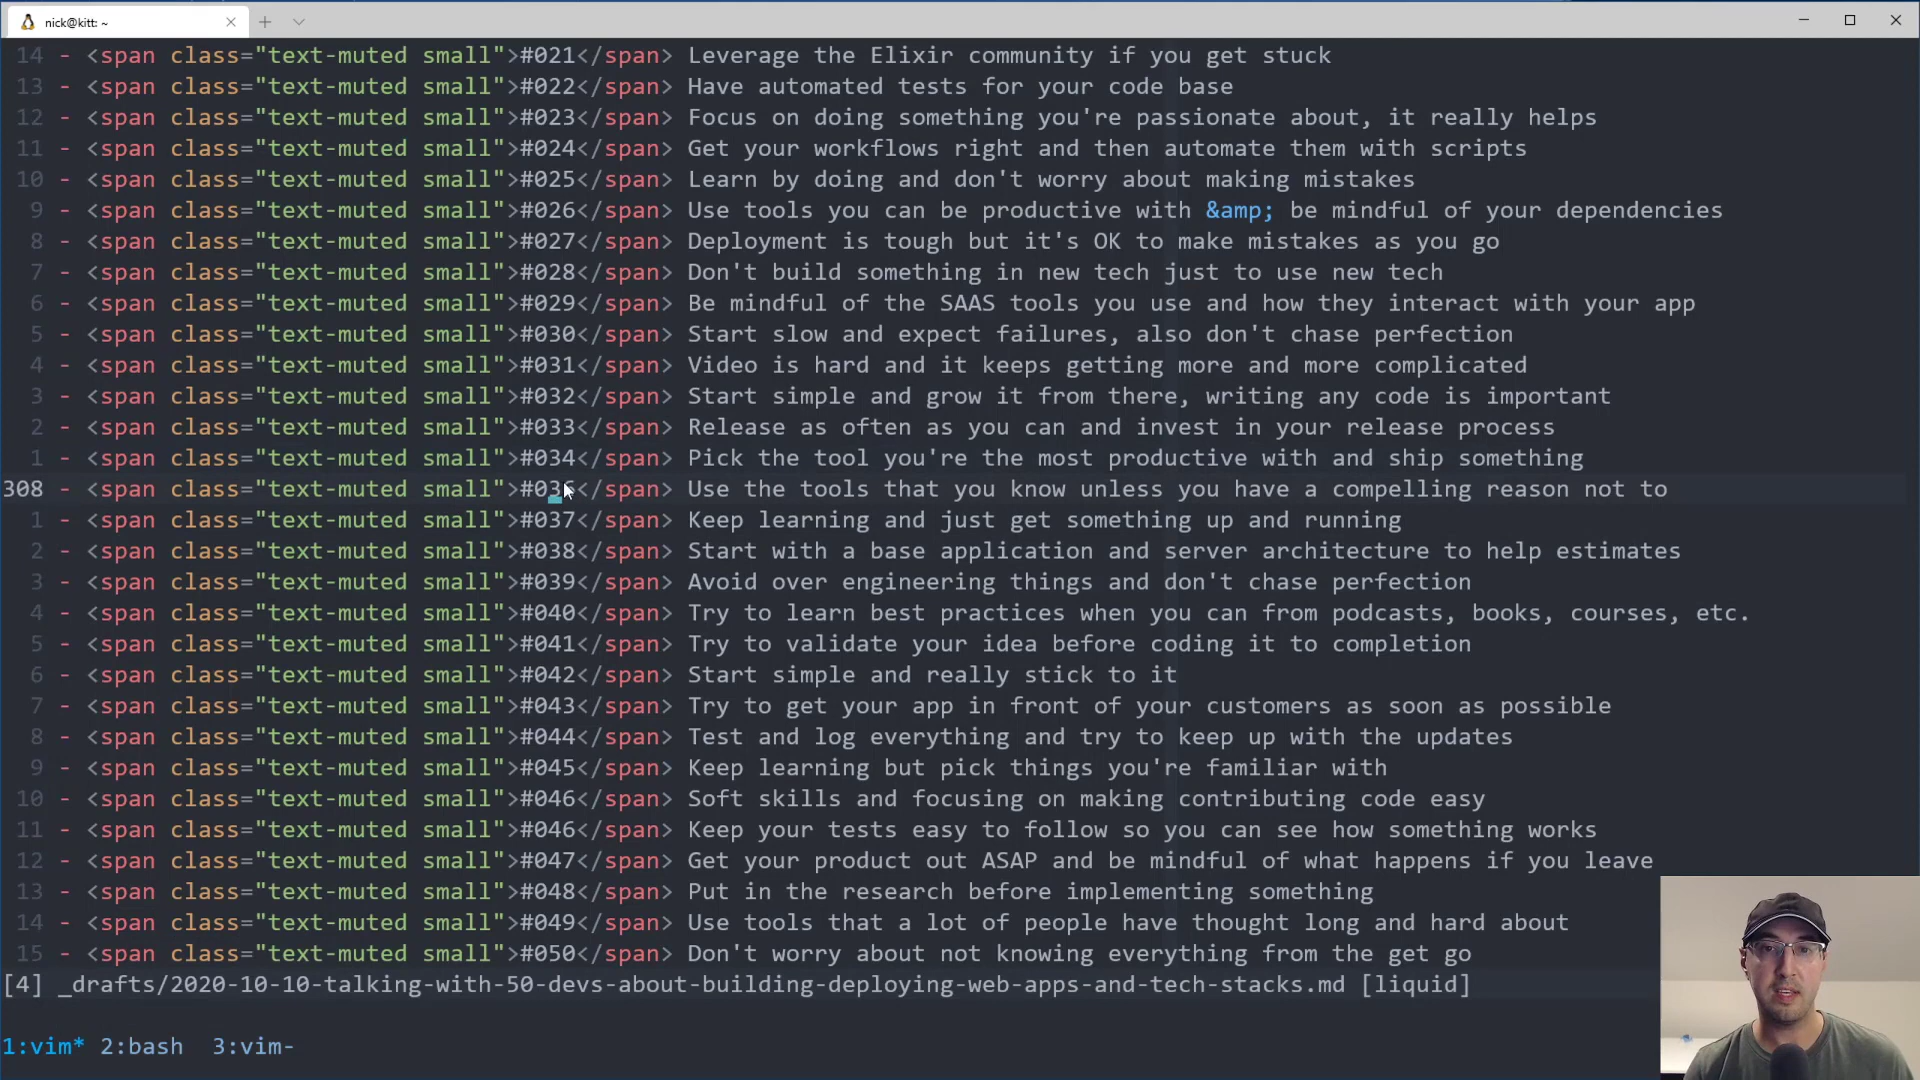 nick@kitt: ~
14 - <span class="text-muted small">#021</span> Leverage the Elixir community if you get stuck
13 - <span class="text-muted small">#022</span> Have automated tests for your code base
12 - <span class="text-muted small">#023</span> Focus on doing something you're passionate about, it really helps
11 - <span class="text-muted small">#024</span> Get your workflows right and then automate them with scripts
10 - <span class="text-muted small">#025</span> Learn by doing and don't worry about making mistakes
9 - <span class="text-muted small">#026</span> Use tools you can be productive with &amp; be mindful of your dependencies
8 - <span class="text-muted small">#027</span> Deployment is tough but it's OK to make mistakes as you go
7 - <span class="text-muted small">#028</span> Don't build something in new tech just to use new tech
6 - <span class="text-muted small">#029</span> Be mindful of the SAAS tools you use and how they interact with your app
5 - <span class="text-muted small">#030</span> Start slow and expect failures, also don't chase perfection
4 - <span class="text-muted small">#031</span> Video is hard and it keeps getting more and more complicated
3 - <span class="text-muted small">#032</span> Start simple and grow it from there, writing any code is important
2 - <span class="text-muted small">#033</span> Release as often as you can and invest in your release process
1 - <span class="text-muted small">#034</span> Pick the tool you're the most productive with and ship something
308 - <span class="text-muted small"></span> Use the tools that you know unless you have a compelling reason not to
1 - <span class="text-muted small">#037</span> Keep learning and just get something up and running
2 - <span class="text-muted small">#038</span> Start with a base application and server architecture to help estimates
3 - <span class="text-muted small">#039</span> Avoid over engineering things and don't chase perfection
4 - <span class="text-muted small">#040</span> Try to learn best practices when you can from podcasts, books, courses, etc.
5 - <span class="text-muted small">#041</span> Try to validate your idea before coding it to completion
6 - <span class="text-muted small">#042</span> Start simple and really stick to it
7 - <span class="text-muted small">#043</span> Try to get your app in front of your customers as soon as possible
8 - <span class="text-muted small">#044</span> Test and log everything and try to keep up with the updates
9 - <span class="text-muted small">#045</span> Keep learning but pick things you're familiar with
10 - <span class="text-muted small">#046</span> Soft skills and focusing on making contributing code easy
11 - <span class="text-muted small">#046</span> Keep your tests easy to follow so you can see how something works
12 - <span class="text-muted small">#047</span> Get your product out ASAP and be mindful of what happens if you leave
13 - <span class="text-muted small">#048</span> Put in the research before implementing something
14 - <span class="text-muted small">#049</span> Use tools that a lot of people have thought long and hard about
15 - <span class="text-muted small">#050</span> Don't worry about not knowing everything from the get go
[4] _drafts/2020-10-10-talking-with-50-devs-about-building-deploying-web-apps-and-tech-stacks.md [liquid]
1:vim* 2:bash  3:vim-